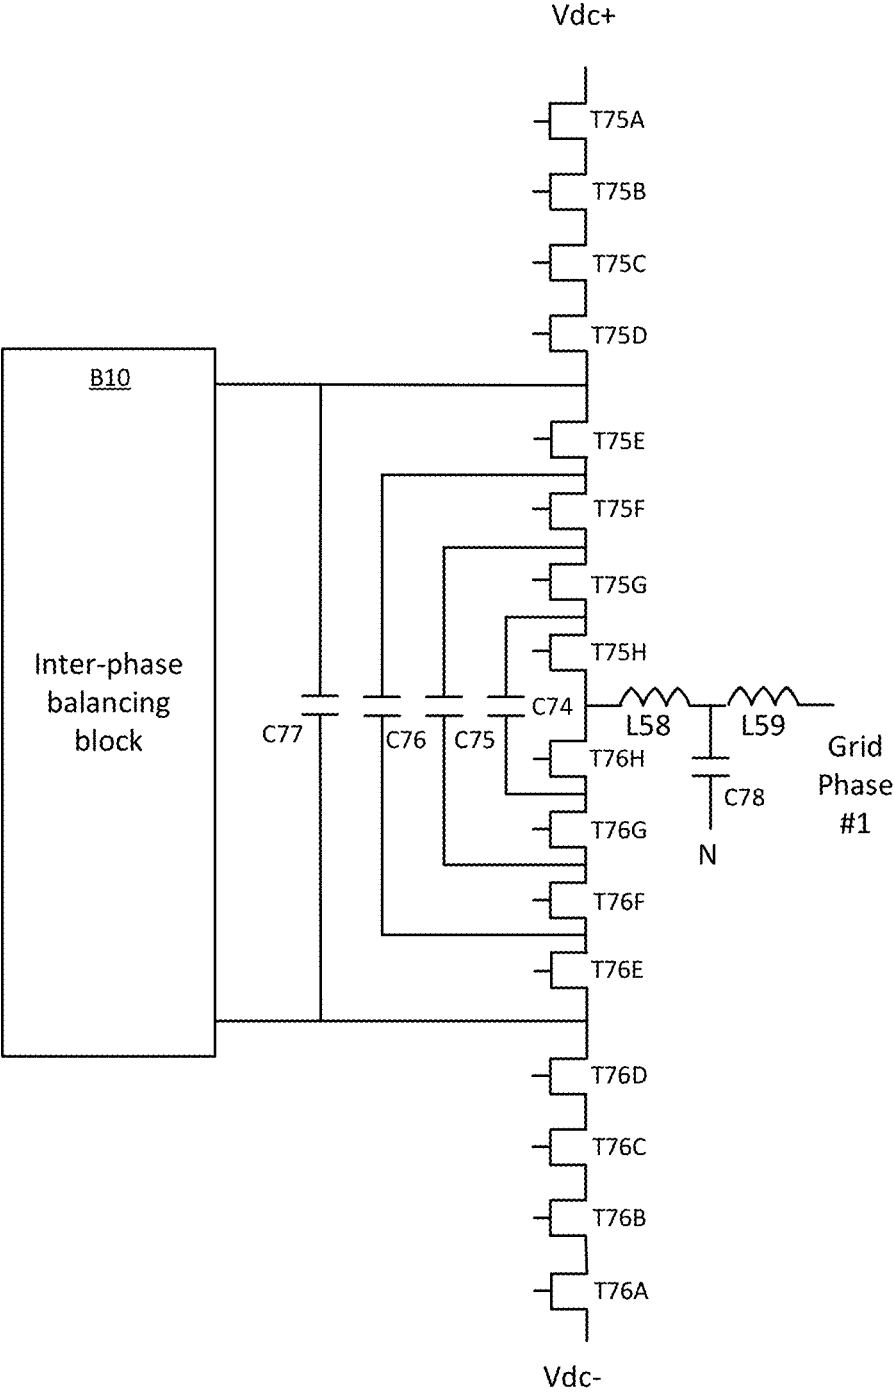 Vdc+
T75A
T75B
T75C
T75D
B10
T75E
T75F
T75G
T75H
Inter-phase
balancing
block
C77
C76
C75
C74
L58
L59
T76H
Grid
Phase
#1
C78
N
T76G
T76F
T76E
T76D
T76C
T76B
T76A
Vdc-